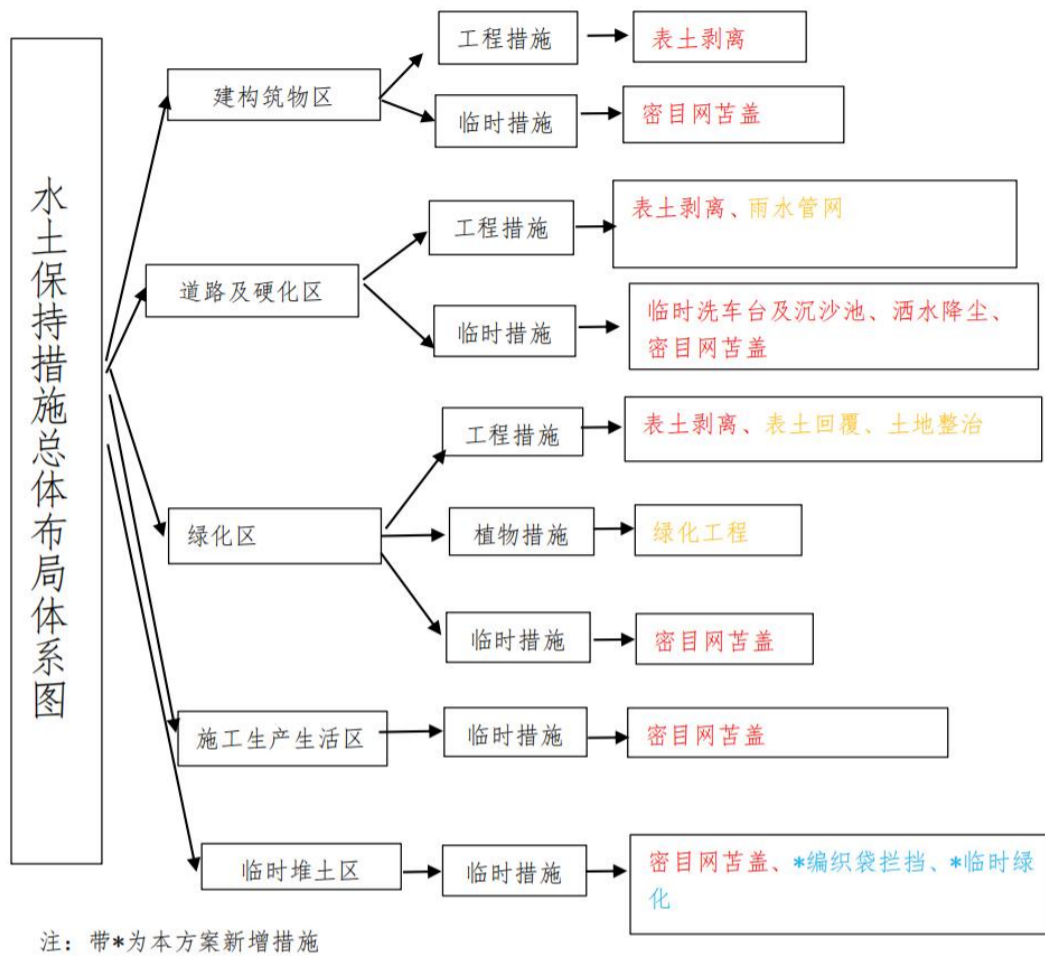 水土保持措施总体布局体系图
建构筑物区
工程措施
表土剥离
临时措施
密目网苫盖
道路及硬化区
工程措施
表土剥离、雨水管网
临时措施
临时洗车台及沉沙池、洒水降尘、
密目网苫盖
绿化区
工程措施
表土剥离、表土回覆、土地整治
植物措施
绿化工程
临时措施
密目网苫盖
施工生产生活区
临时措施
密目网苫盖
临时堆土区
临时措施
密目网苫盖、*编织袋拦挡、*临时绿
化
注：带*为本方案新增措施